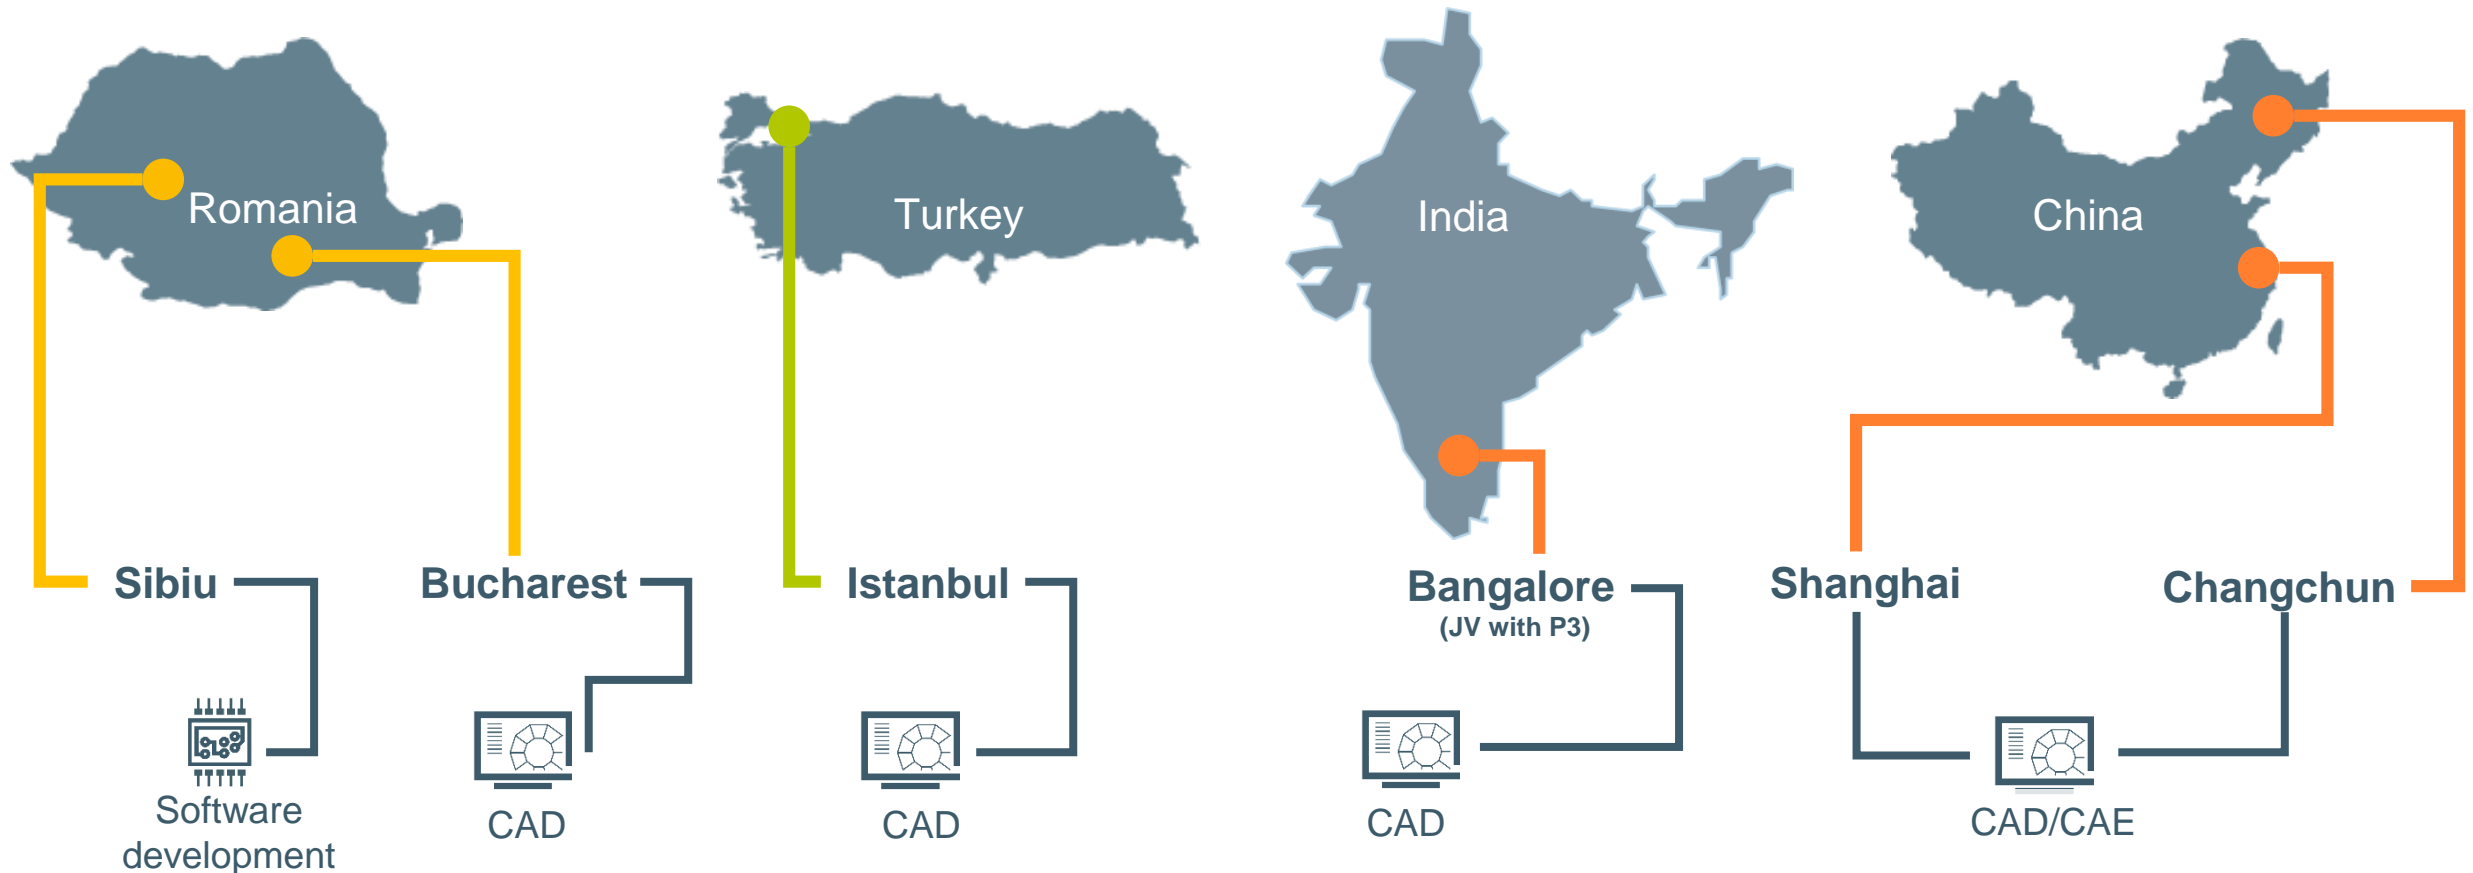 Romania
Turkey
India
China
Sibiu
Bucharest
Istanbul
Bangalore
(JV with P3)
Shanghai
Changchun
Software
development
CAD
CAD
CAD
CAD/CAE